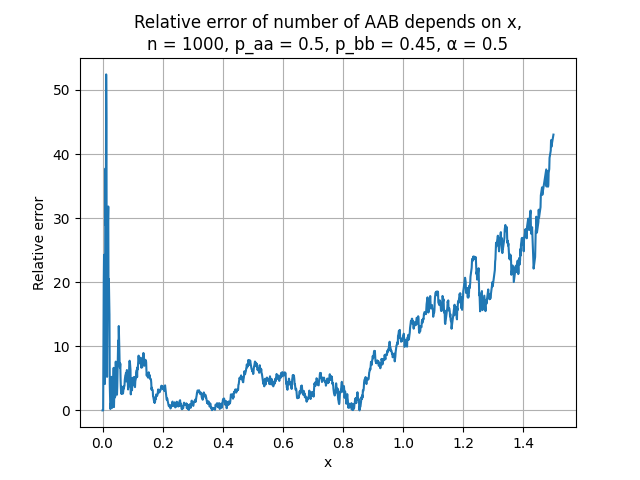 Relative error of number of AAB depends on x,
n = 1000, p_aa = 0.5, p_bb = 0.45, α = 0.5
50
40
30
20
10
0
Relative error
0.0 0.2 0.4 0.6 0.8 1.0 1.2 1.4
x